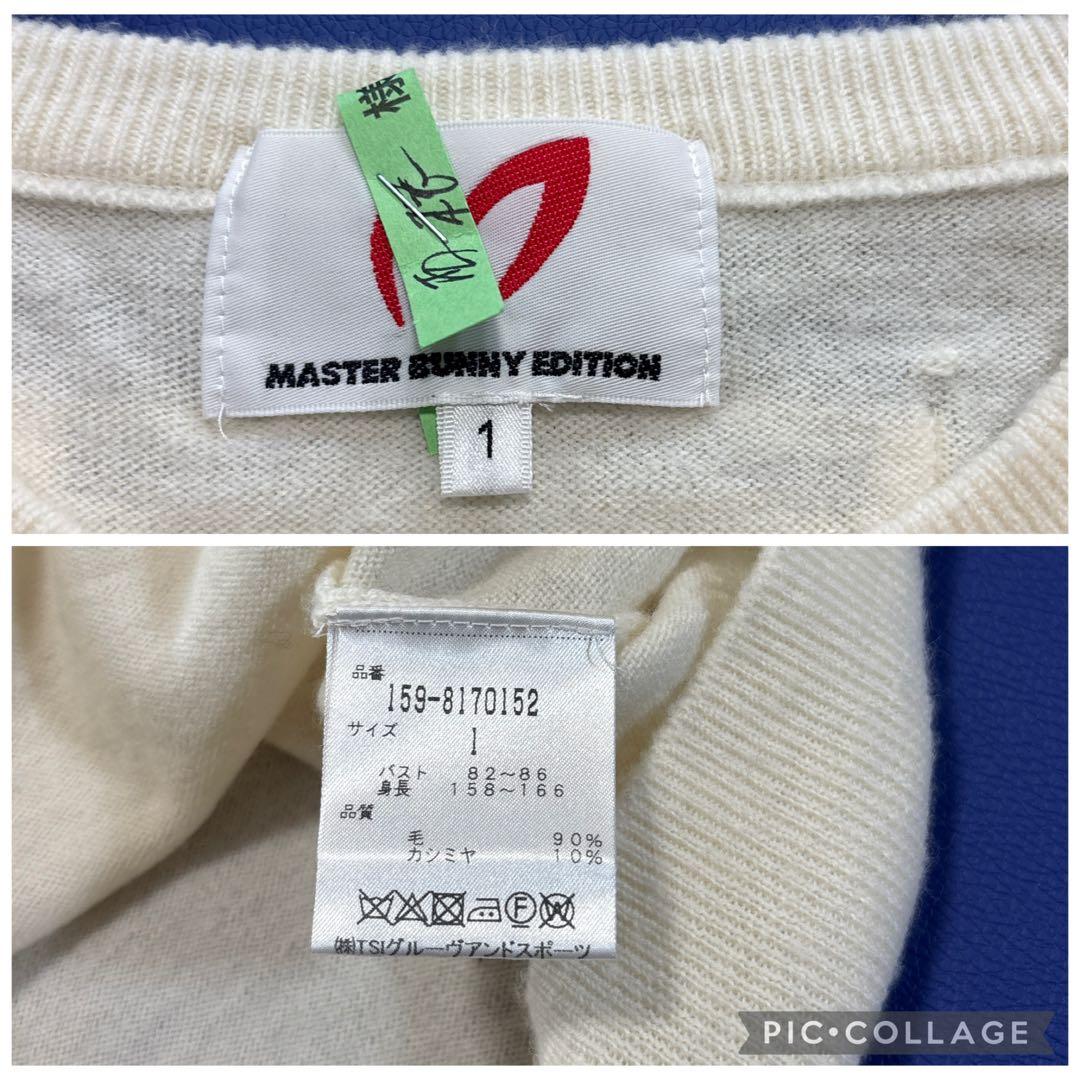 様
MASTER BUNNY EDITION
1
品番
159-8170152
サイズ
1
バスト 82~86
身長 158~166
品質
毛 90%
カシミヤ 10%
F W
㈱TSIグルーヴアンドスポーツ
PIC•COLLAGE